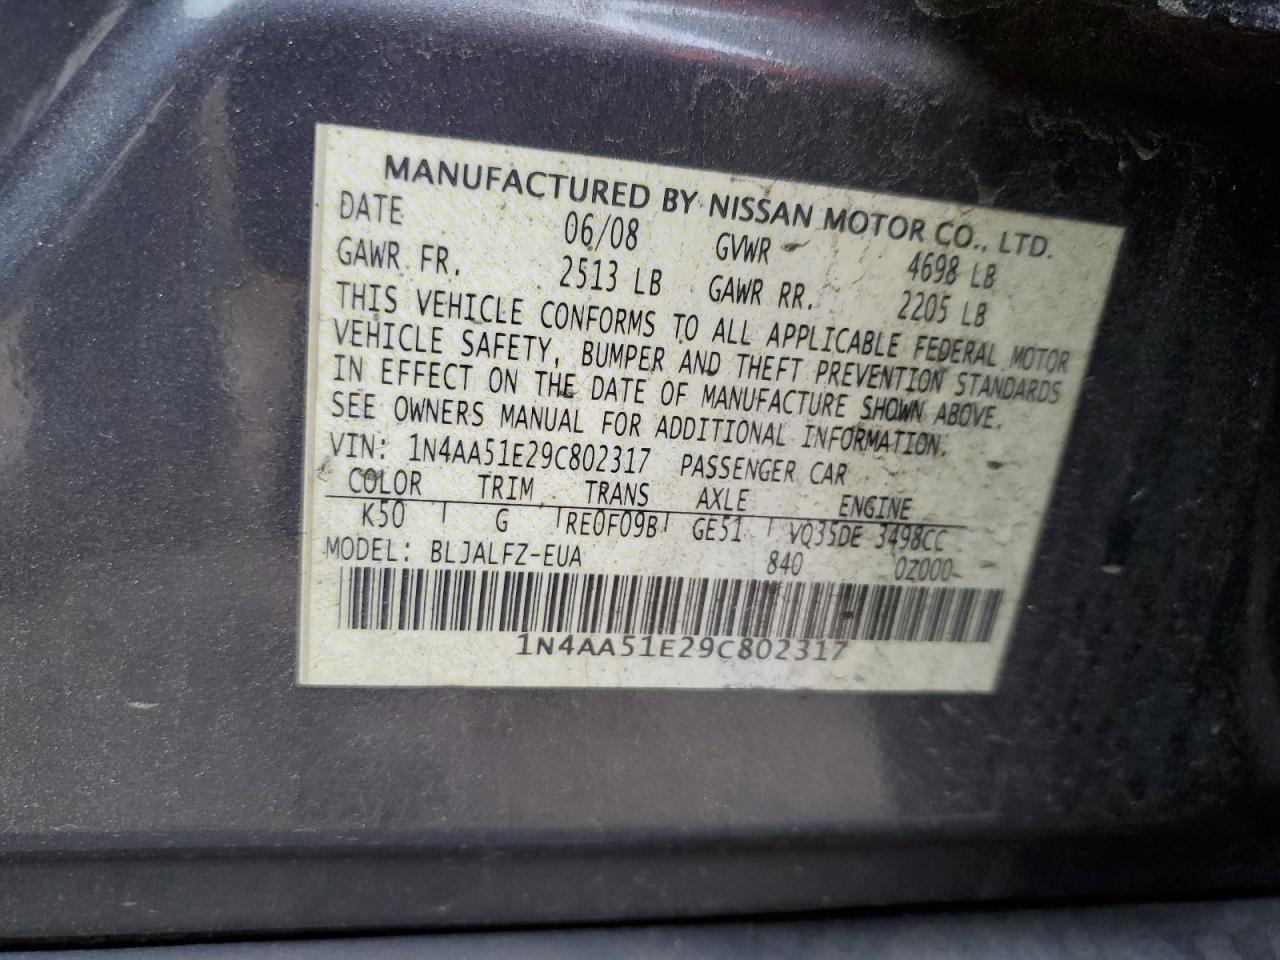 MANUFACTURED BY NISSAN MOTOR CO., LTD.
DATE 06/08 GVWR 4698 LB
GAWR FR. 2513 LB GAWR RR. 2205 LB
THIS VEHICLE CONFORMS TO ALL APPLICABLE FEDERAL MOTOR
VEHICLE SAFETY, BUMPER AND THEFT PREVENTION STANDARDS
IN EFFECT ON THE DATE OF MANUFACTURE SHOWN ABOVE.
SEE OWNERS MANUAL FOR ADDITIONAL INFORMATION.
VIN: 1N4AA51E29C802317 PASSENGER CAR
COLOR TRIM TRANS AXLE ENGINE
K50 G RE0F09B GE51 VQ35DE 3498CC
MODEL: BLJALFZ-EUA 840 0Z000-
1N4AA51E29C802317